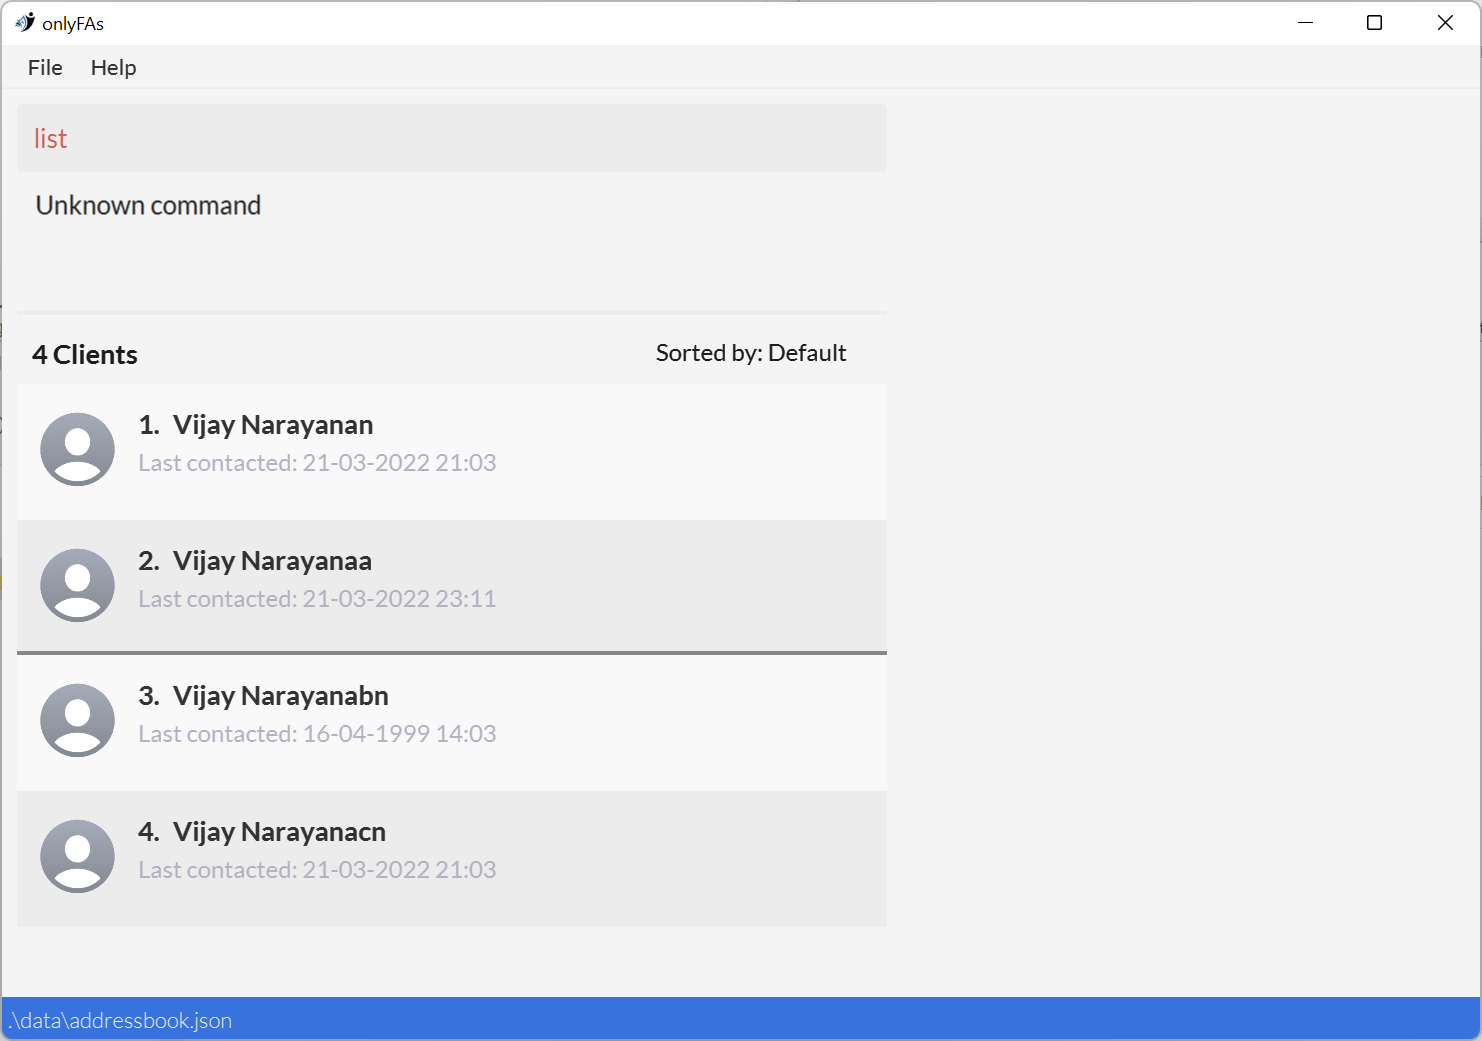 onlyFAs
File Help
list
Unknown command
4 Clients Sorted by: Default
1. Vijay Narayanan
Last contacted: 21-03-2022 21:03
2. Vijay Narayanaa
Last contacted: 21-03-2022 23:11
3. Vijay Narayanabn
Last contacted: 16-04-1999 14:03
4. Vijay Narayanacn
Last contacted: 21-03-2022 21:03
.\data\addressbook.json